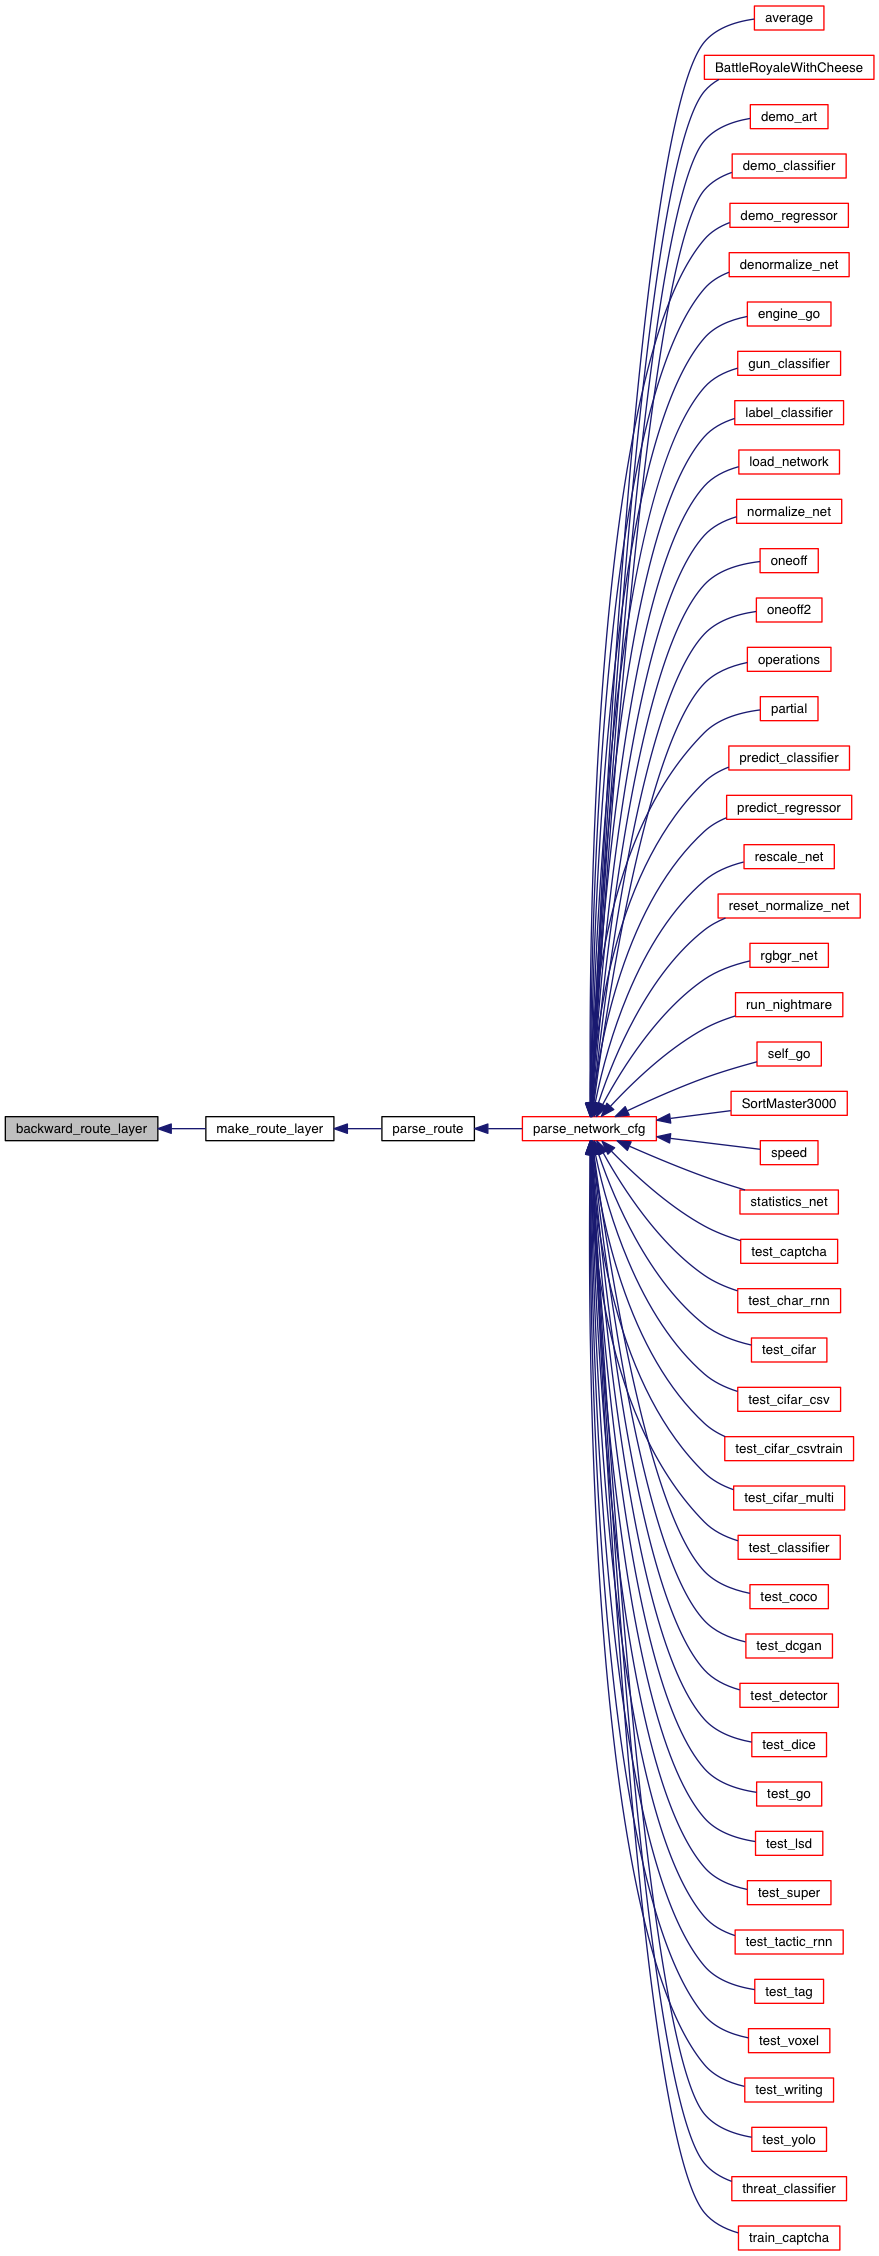 average
BattleRoyaleWithCheese
demo_art
demo_classifier
demo_regressor
denormalize_net
engine_go
gun_classifier
label_classifier
load_network
normalize_net
oneoff
oneoff2
operations
partial
predict_classifier
predict_regressor
rescale_net
reset_normalize_net
rgbgr_net
run_nightmare
self_go
SortMaster3000
backward_route_layer
make_route_layer
parse_route
parse_network_cfg
speed
statistics_net
test_captcha
test_char_rnn
test_cifar
test_cifar_csv
test_cifar_csvtrain
test_cifar_multi
test_classifier
test_coco
test_dcgan
test_detector
test_dice
test_go
test_lsd
test_super
test_tactic_rnn
test_tag
test_voxel
test_writing
test_yolo
threat_classifier
train_captcha